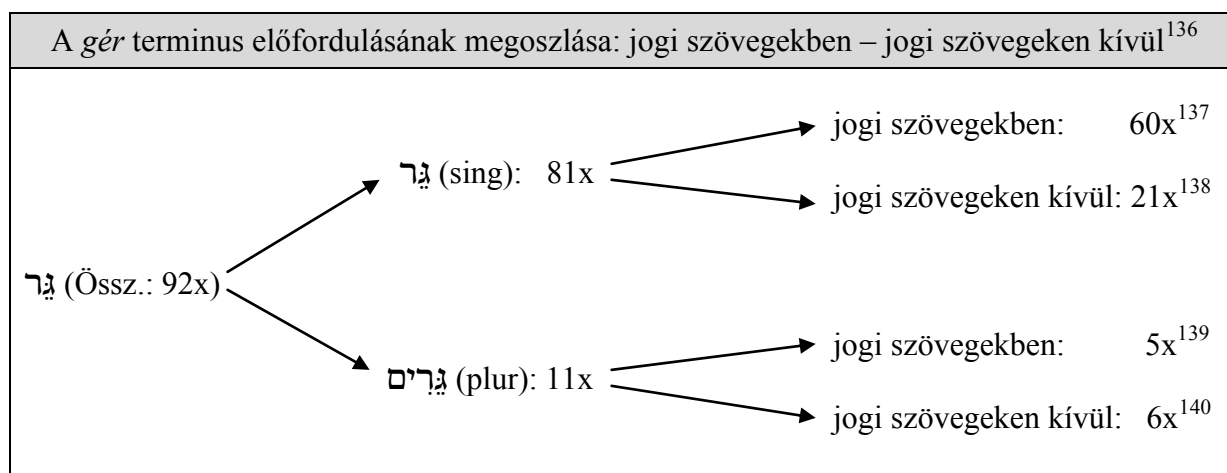 A gér terminus előfordulásának megoszlása: jogi szövegekben – jogi szövegeken kívül136
jogi szövegekben: 60x137
גֵּר (sing): 81x
jogi szövegeken kívül: 21x138
גֵּר (Össz.: 92x)
jogi szövegekben: 5x139
גֵּרִים (plur): 11x
jogi szövegeken kívül: 6x140